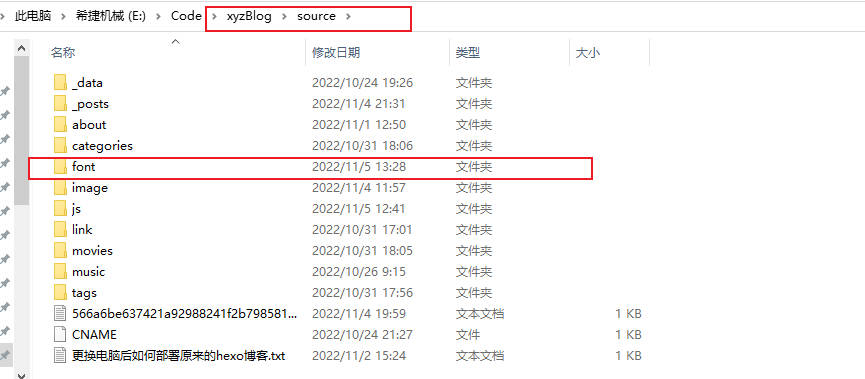 此电脑 > 希捷机械 (E:) > Code > xyzBlog > source >
名称 修改日期 类型 大小
_data 2022/10/24 19:26 文件夹
_posts 2022/11/4 21:31 文件夹
about 2022/11/1 12:50 文件夹
categories 2022/10/31 18:06 文件夹
font 2022/11/5 13:28 文件夹
image 2022/11/4 11:57 文件夹
js 2022/11/5 12:41 文件夹
link 2022/10/31 17:01 文件夹
movies 2022/10/31 18:05 文件夹
music 2022/10/26 9:15 文件夹
tags 2022/10/31 17:56 文件夹
566a6be637421a92988241f2b798581... 2022/11/4 19:59 文本文档 1 KB
CNAME 2022/10/24 21:27 文件 1 KB
更换电脑后如何部署原来的hexo博客.txt 2022/11/2 15:24 文本文档 1 KB